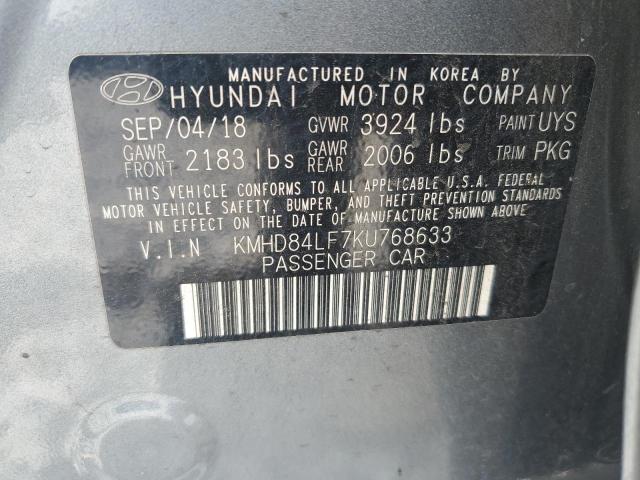 MANUFACTURED IN KOREA BY
HYUNDAI MOTOR COMPANY
SEP/04/18 GVWR 3924 lbs PAINT UYS
GAWR FRONT 2183 lbs GAWR REAR 2006 lbs TRIM PKG
THIS VEHICLE CONFORMS TO ALL APPLICABLE U.S.A. FEDERAL
MOTOR VEHICLE SAFETY, BUMPER, AND THEFT PREVENTION STANDARDS
IN EFFECT ON THE DATE OF MANUFACTURE SHOWN ABOVE
V.I.N KMHD84LF7KU768633
PASSENGER CAR